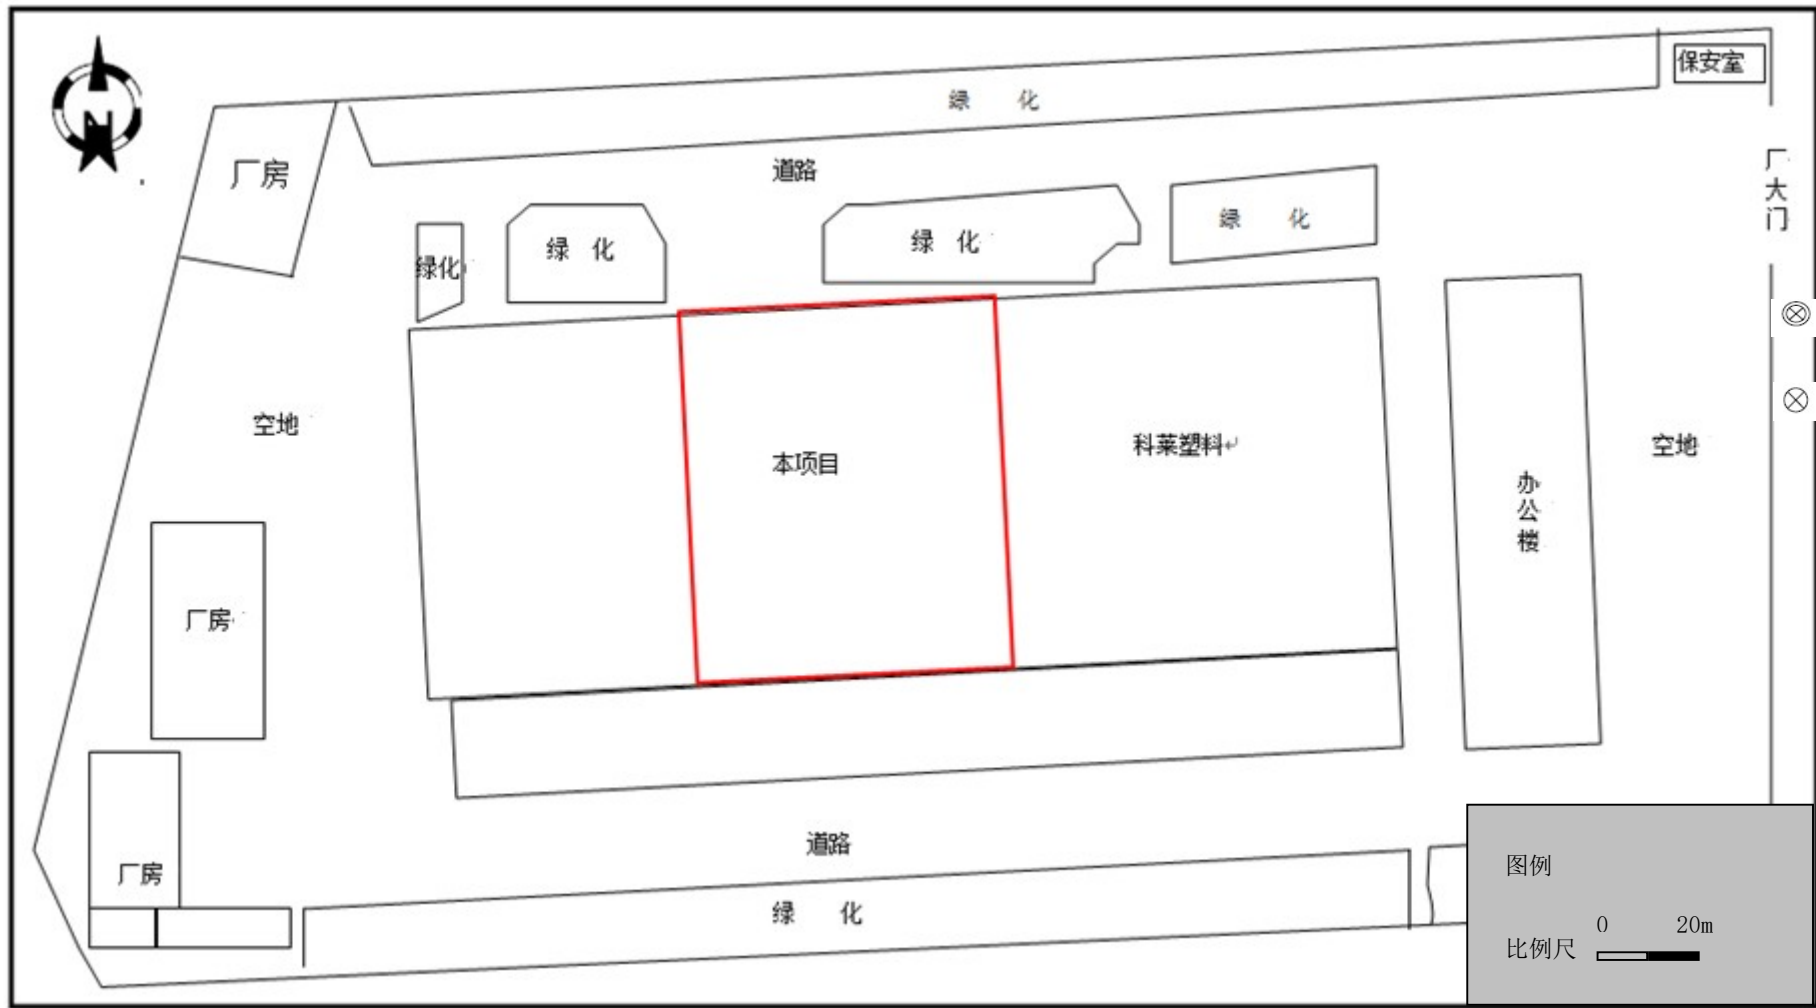 保安室
绿 化
N
厂房
道路
厂大门
绿 化
绿化
绿 化
绿 化
空地
本项目
科莱塑料
空地
办公楼
厂房
道路
厂房
绿 化
图例
0 20m
比例尺